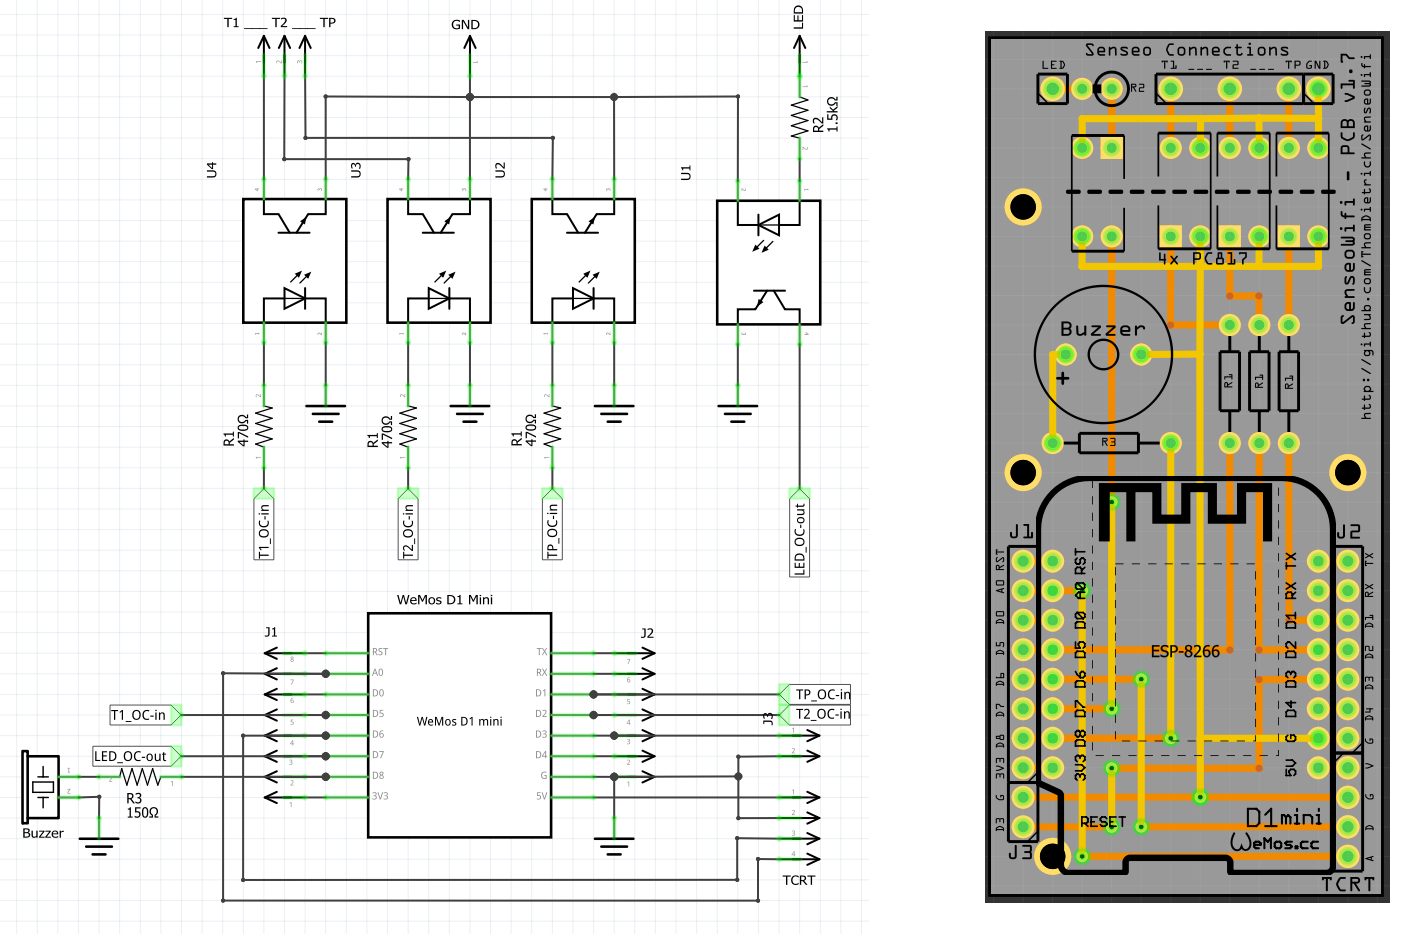 T1 ___ T2 ___ TP
GND
LED
R2
1.5kΩ
U4
U3
U2
U1
R1
470Ω
R1
470Ω
R1
470Ω
T1_OC-in
T2_OC-in
TP_OC-in
LED_OC-out
WeMos D1 Mini
J1
J2
RST
A0
D0
D5
D6
D7
D8
3V3
WeMos D1 mini
TX
RX
D1
D2
D3
D4
G
5V
T1_OC-in
LED_OC-out
R3
150Ω
Buzzer
TP_OC-in
T2_OC-in
J3
TCRT
Senseo Connections
LED
R2
T1 ___ T2 ___ TP GND
SenseoWifi - PCB v1.7
http://github.com/ThomDietrich/SenseoWifi
4x PC817
Buzzer
+
R1
R1
R1
R3
J1
J2
RST
A0
D0
D5
D6
D7
D8
3V3
G
D3
RST
A0
D0
D5
D6
D7
D8
3V3
ESP-8266
TX
RX
D1
D2
D3
D4
G
5V
TX
RX
D1
D2
D3
D4
G
V
G
D
A
RESET
D1 mini
WeMos.cc
J3
TCRT